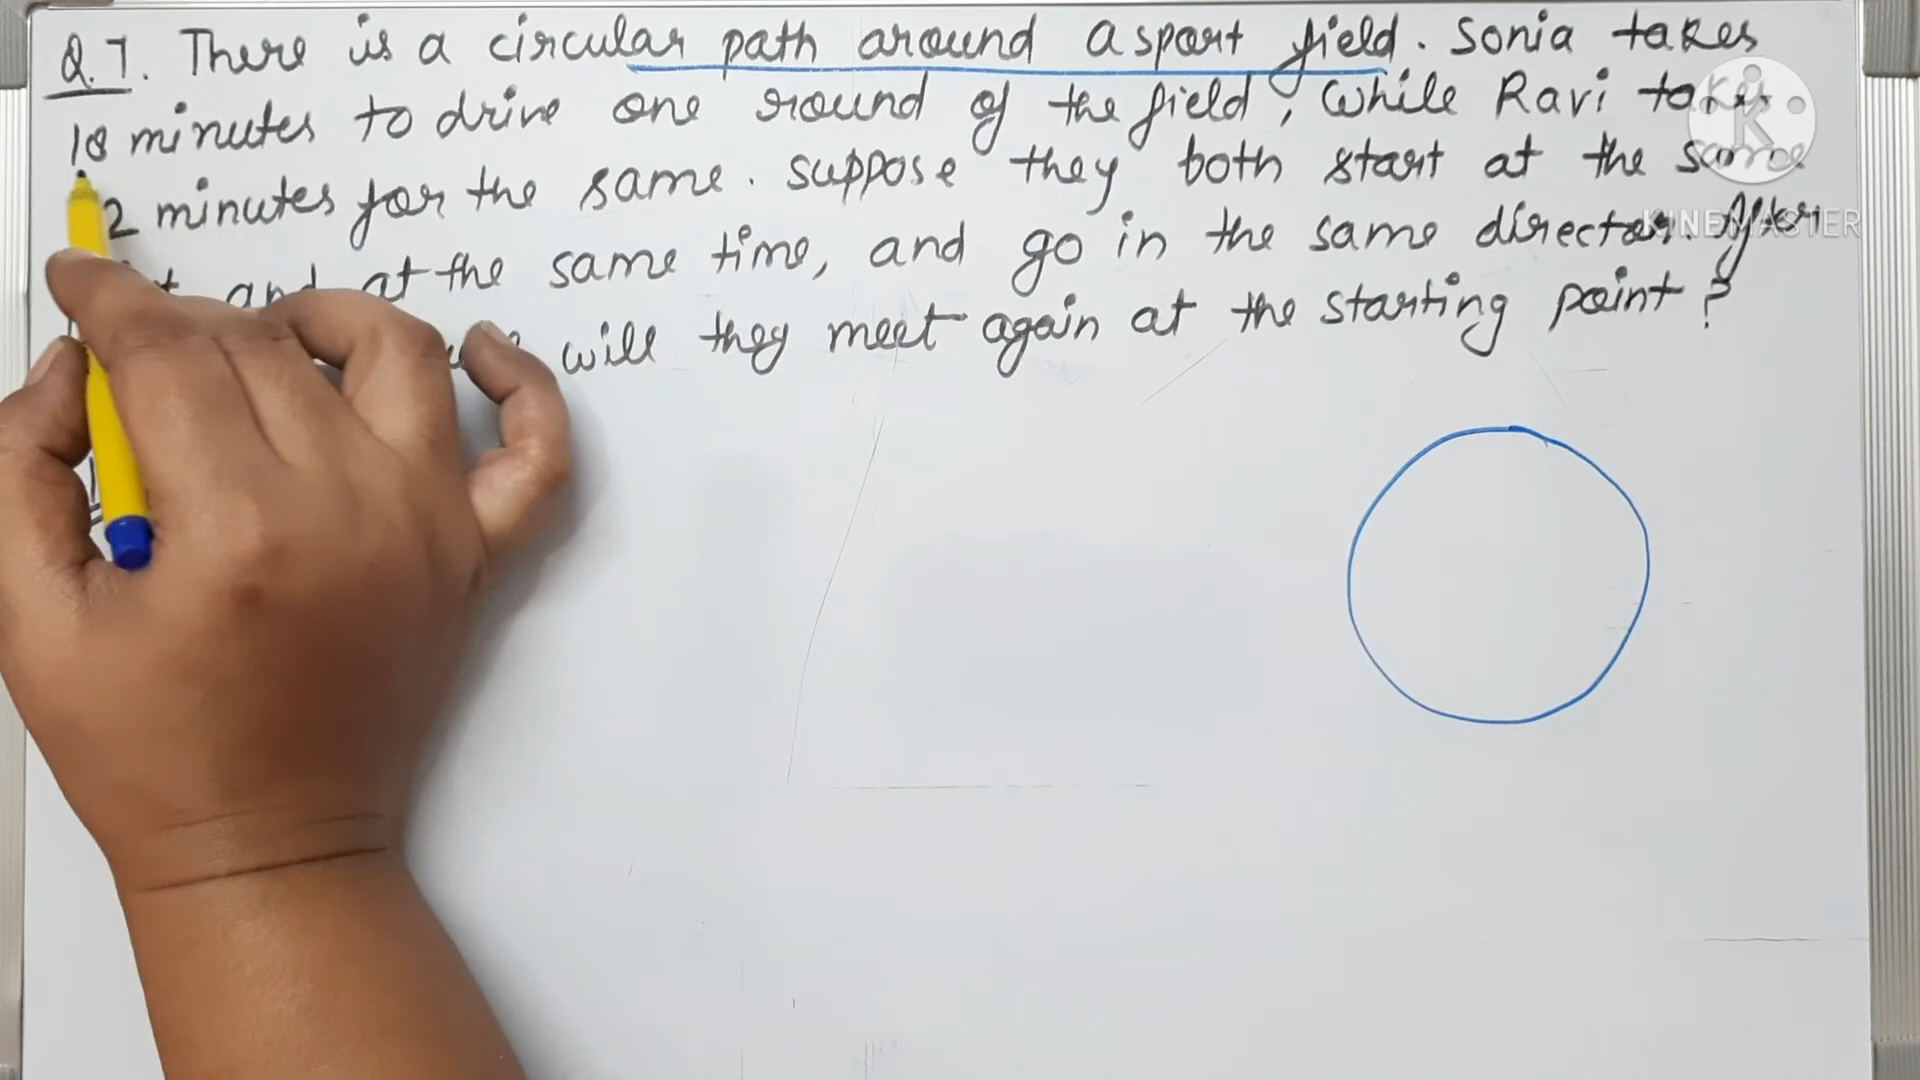 Q.7. There is a circular path around a sport field. Sonia takes
18 minutes to drive one round of the field, while Ravi takes
2 minutes for the same. suppose they both start at the same
and at the same time, and go in the same direction. After
will they meet again at the starting point?
KINEMASTER